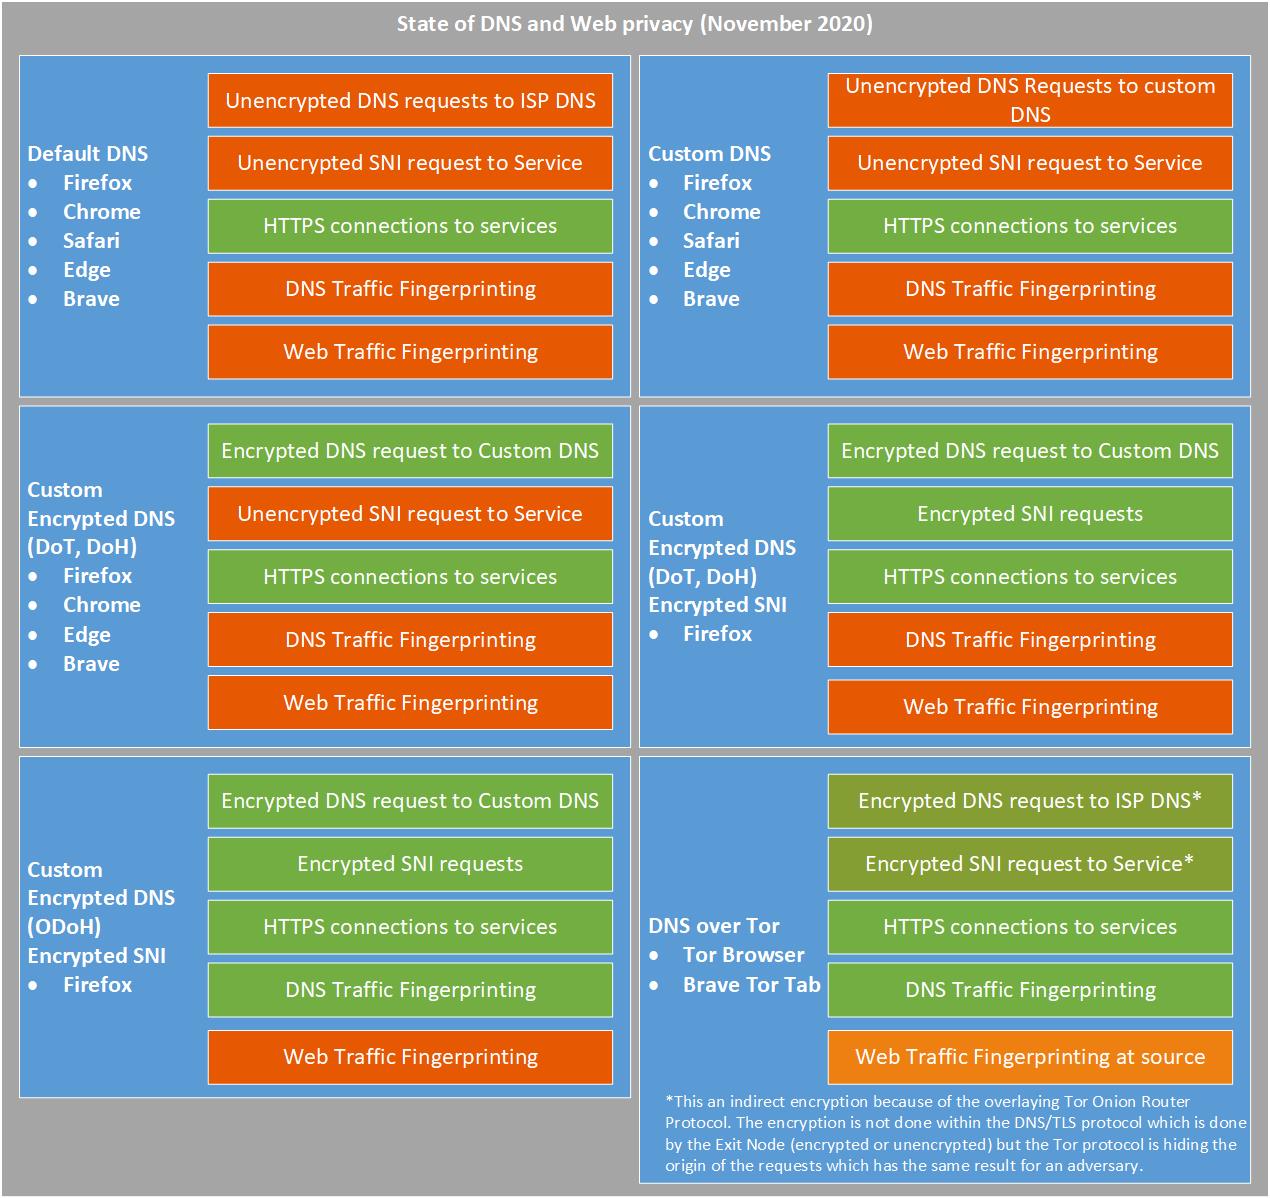 State of DNS and Web privacy (November 2020)
Default DNS
• Firefox
• Chrome
• Safari
• Edge
• Brave
Unencrypted DNS requests to ISP DNS
Unencrypted SNI request to Service
HTTPS connections to services
DNS Traffic Fingerprinting
Web Traffic Fingerprinting
Custom DNS
• Firefox
• Chrome
• Safari
• Edge
• Brave
Unencrypted DNS Requests to custom
DNS
Unencrypted SNI request to Service
HTTPS connections to services
DNS Traffic Fingerprinting
Web Traffic Fingerprinting
Custom
Encrypted DNS
(DoT, DoH)
• Firefox
• Chrome
• Edge
• Brave
Encrypted DNS request to Custom DNS
Unencrypted SNI request to Service
HTTPS connections to services
DNS Traffic Fingerprinting
Web Traffic Fingerprinting
Custom
Encrypted DNS
(DoT, DoH)
Encrypted SNI
• Firefox
Encrypted DNS request to Custom DNS
Encrypted SNI requests
HTTPS connections to services
DNS Traffic Fingerprinting
Web Traffic Fingerprinting
Custom
Encrypted DNS
(ODoH)
Encrypted SNI
• Firefox
Encrypted DNS request to Custom DNS
Encrypted SNI requests
HTTPS connections to services
DNS Traffic Fingerprinting
Web Traffic Fingerprinting
DNS over Tor
• Tor Browser
• Brave Tor Tab
Encrypted DNS request to ISP DNS*
Encrypted SNI request to Service*
HTTPS connections to services
DNS Traffic Fingerprinting
Web Traffic Fingerprinting at source
*This an indirect encryption because of the overlaying Tor Onion Router
Protocol. The encryption is not done within the DNS/TLS protocol which is done
by the Exit Node (encrypted or unencrypted) but the Tor protocol is hiding the
origin of the requests which has the same result for an adversary.